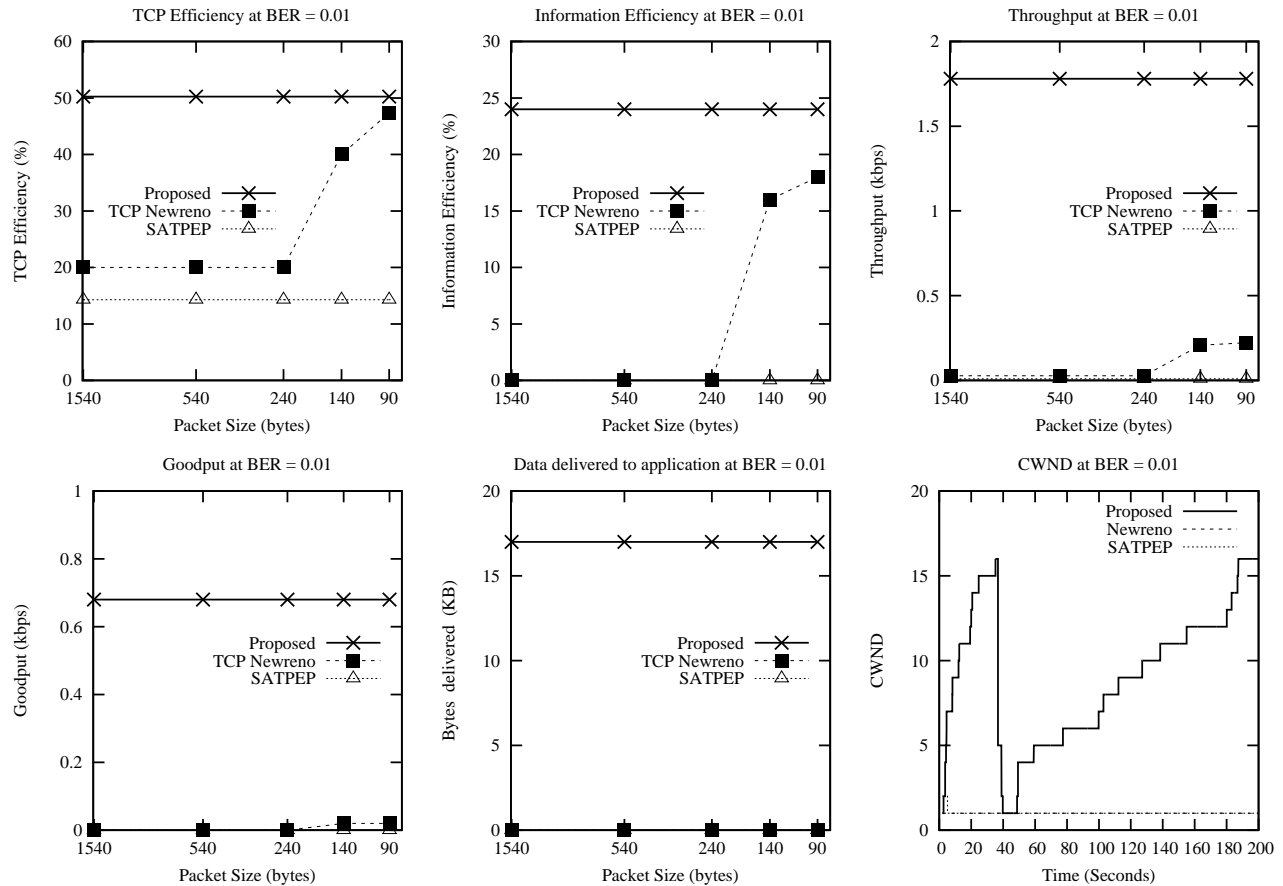 TCP Efficiency at BER = 0.01
60
50
40
30
20
10
0
TCP Efficiency (%)
Proposed
TCP Newreno
SATPEP
1540
540
240
140
90
Packet Size (bytes)
Information Efficiency at BER = 0.01
30
25
20
15
10
5
0
Information Efficiency (%)
Proposed
TCP Newreno
SATPEP
1540
540
240
140
90
Packet Size (bytes)
Throughput at BER = 0.01
2
1.5
1
0.5
0
Throughput (kbps)
Proposed
TCP Newreno
SATPEP
1540
540
240
140
90
Packet Size (bytes)
Goodput at BER = 0.01
1
0.8
0.6
0.4
0.2
0
Goodput (kbps)
Proposed
TCP Newreno
SATPEP
1540
540
240
140
90
Packet Size (bytes)
Data delivered to application at BER = 0.01
20
15
10
5
0
Bytes delivered (KB)
Proposed
TCP Newreno
SATPEP
1540
540
240
140
90
Packet Size (bytes)
CWND at BER = 0.01
20
15
10
5
0
CWND
Proposed
Newreno
SATPEP
0
20
40
60
80
100
120
140
160
180
200
Time (Seconds)